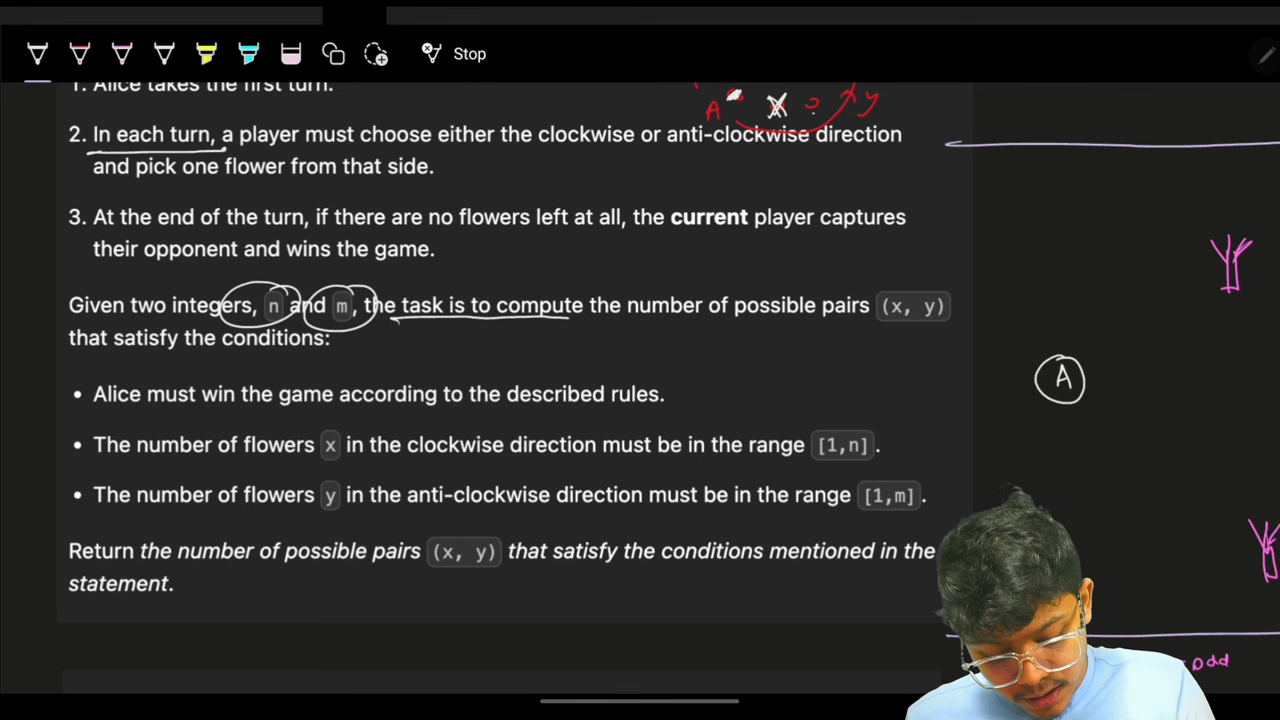 Stop
1. Alice takes the first turn.
A x y
2. In each turn, a player must choose either the clockwise or anti-clockwise direction
and pick one flower from that side.
3. At the end of the turn, if there are no flowers left at all, the current player captures
their opponent and wins the game.
Given two integers, n and m, the task is to compute the number of possible pairs (x, y)
that satisfy the conditions:
A
• Alice must win the game according to the described rules.
• The number of flowers x in the clockwise direction must be in the range [1,n].
• The number of flowers y in the anti-clockwise direction must be in the range [1,m].
Return the number of possible pairs (x, y) that satisfy the conditions mentioned in the
statement.
odd